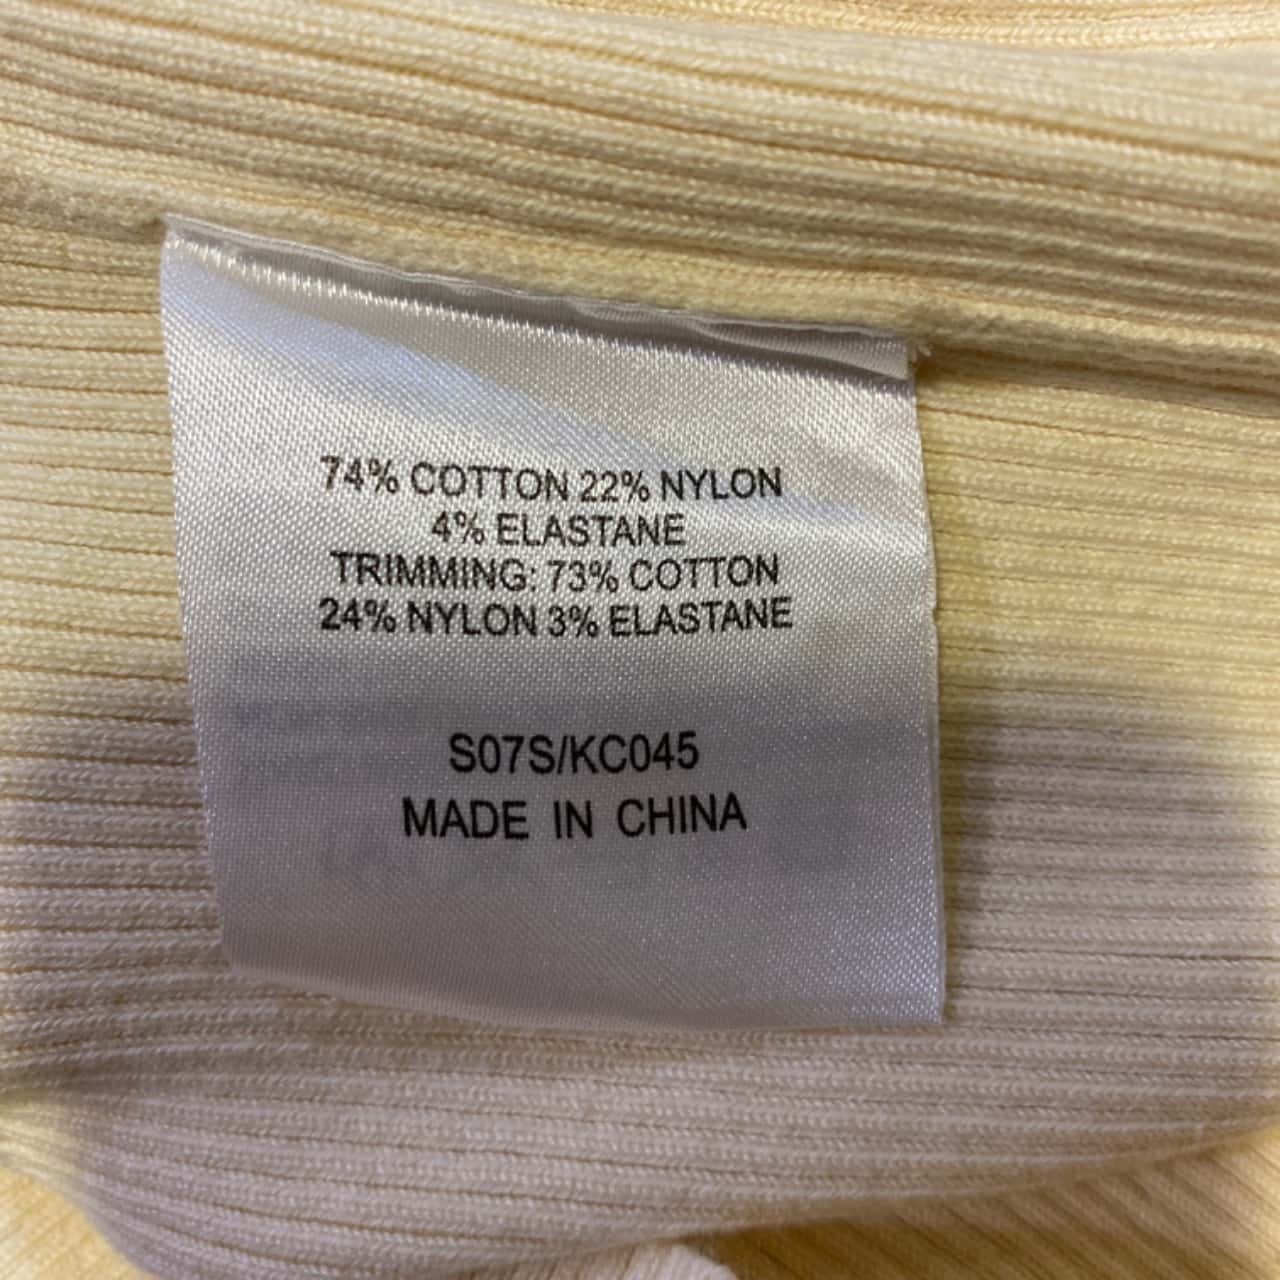 74% COTTON 22% NYLON
4% ELASTANE
TRIMMING: 73% COTTON
24% NYLON 3% ELASTANE
S07S/KC045
MADE IN CHINA